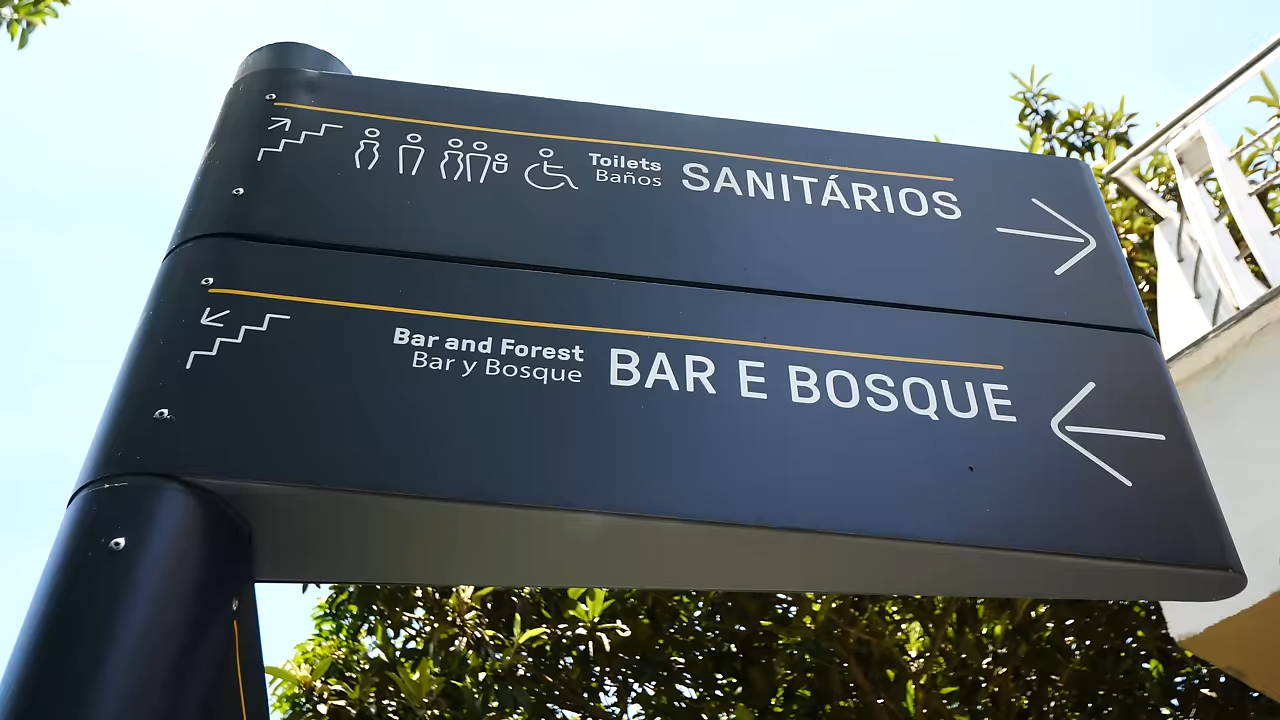 Toilets
Baños
SANITÁRIOS
Bar and Forest
Bar y Bosque
BAR E BOSQUE